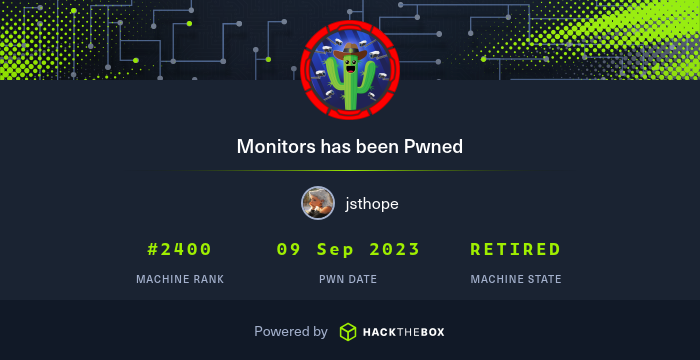 Monitors has been Pwned
jsthope
#2400 09 Sep 2023 RETIRED
MACHINE RANK PWN DATE MACHINE STATE
Powered by HACKTHEBOX